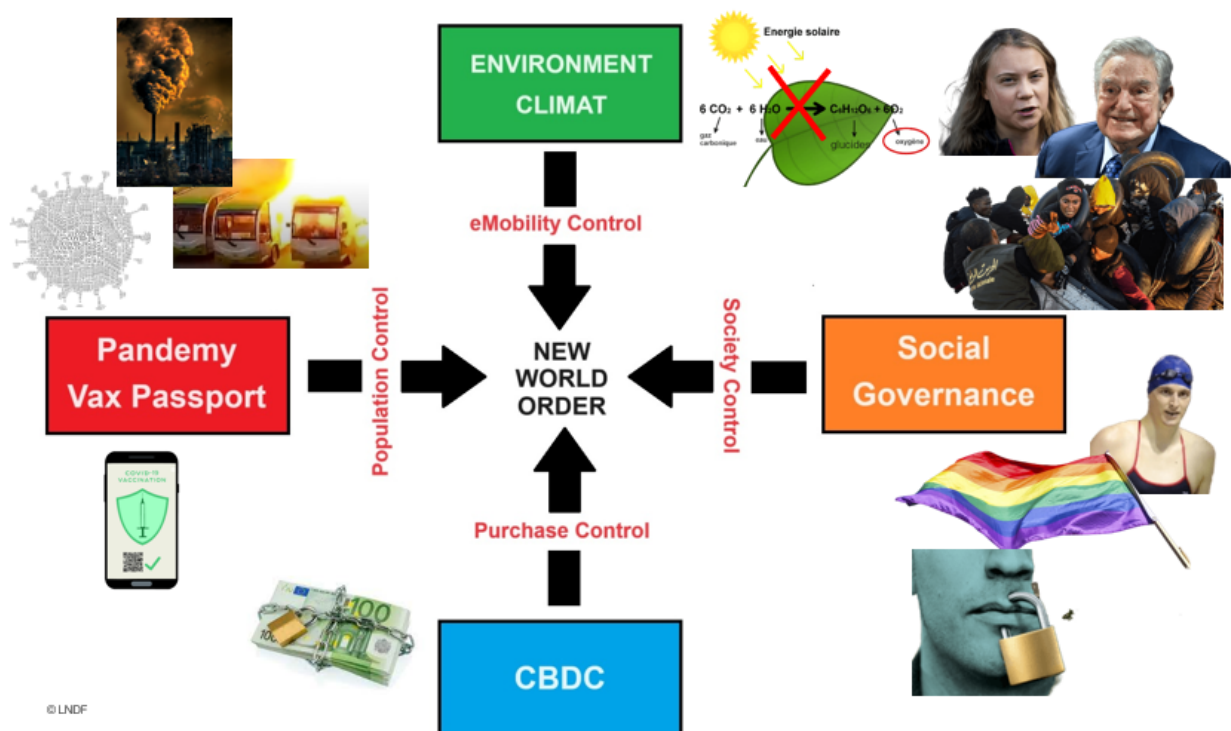 ENVIRONMENT
CLIMAT
Energie solaire
6 CO₂ + 6 H₂O → C₆H₁₂O₆ + 6O₂
gaz
carbonique
eau
glucides
oxygène
eMobility Control
Pandemy
Vax Passport
Population Control
NEW
WORLD
ORDER
Society Control
Social
Governance
COVID-19
VACCINATION
Purchase Control
100
CBDC
© LNDF